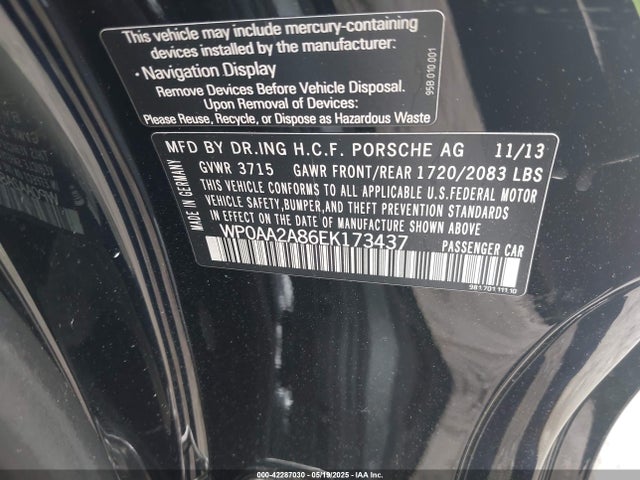 This vehicle may include mercury-containing
devices installed by the manufacturer:
• Navigation Display
Remove Devices Before Vehicle Disposal.
Upon Removal of Devices:
Please Reuse, Recycle, or Dispose as Hazardous Waste
958 010 001
MFD BY DR.ING H.C.F. PORSCHE AG 11/13
GVWR 3715 GAWR FRONT/REAR 1720/2083 LBS
THIS VEHICLE CONFORMS TO ALL APPLICABLE U.S.FEDERAL MOTOR
VEHICLE SAFETY,BUMPER,AND THEFT PREVENTION STANDARDS
IN EFFECT ON THE DATE OF MANUFACTURE SHOWN ABOVE
WP0AA2A86EK173437 PASSENGER CAR
MADE IN GERMANY
981 701 111 10
000-42287030 - 05/19/2025 - IAA Inc.